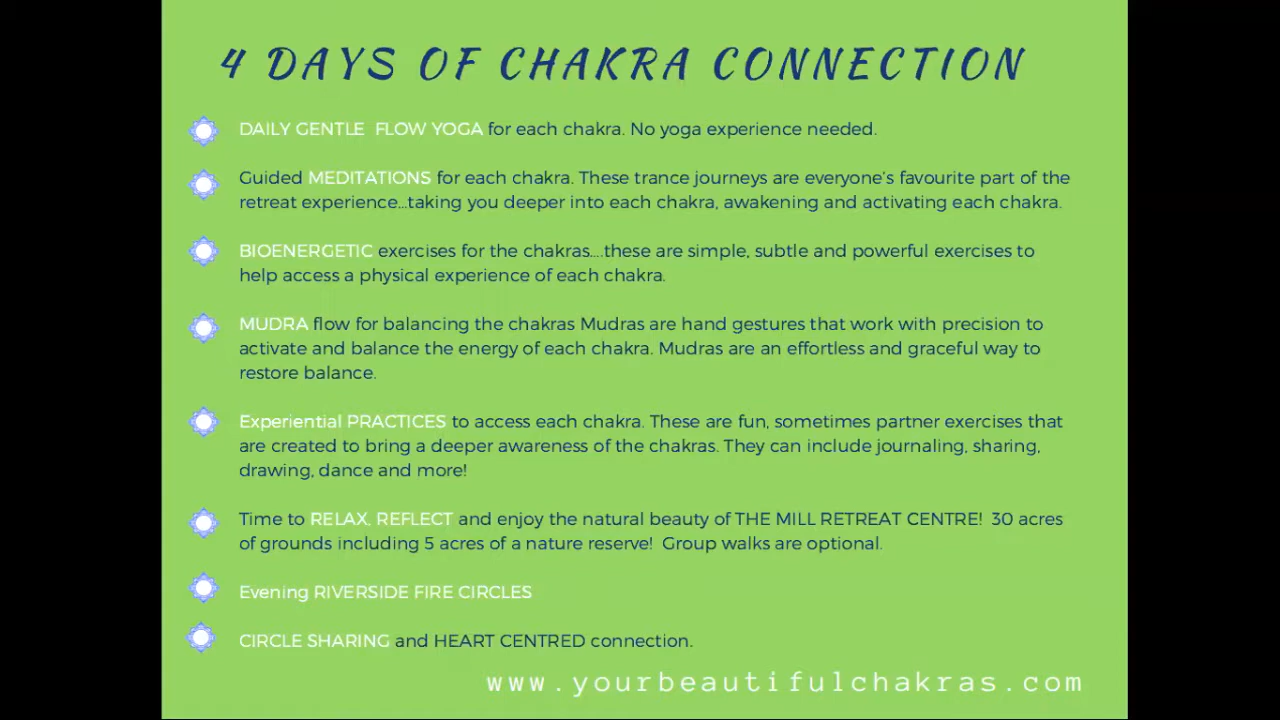 4 DAYS OF CHAKRA CONNECTION
DAILY GENTLE FLOW YOGA for each chakra. No yoga experience needed.
Guided MEDITATIONS for each chakra. These trance journeys are everyone's favourite part of the
retreat experience...taking you deeper into each chakra, awakening and activating each chakra.
BIOENERGETIC exercises for the chakras....these are simple, subtle and powerful exercises to
help access a physical experience of each chakra.
MUDRA flow for balancing the chakras Mudras are hand gestures that work with precision to
activate and balance the energy of each chakra. Mudras are an effortless and graceful way to
restore balance.
Experiential PRACTICES to access each chakra. These are fun, sometimes partner exercises that
are created to bring a deeper awareness of the chakras. They can include journaling, sharing,
drawing, dance and more!
Time to RELAX, REFLECT and enjoy the natural beauty of THE MILL RETREAT CENTRE! 30 acres
of grounds including 5 acres of a nature reserve! Group walks are optional.
Evening RIVERSIDE FIRE CIRCLES
CIRCLE SHARING and HEART CENTRED connection.
www.yourbeautifulchakras.com